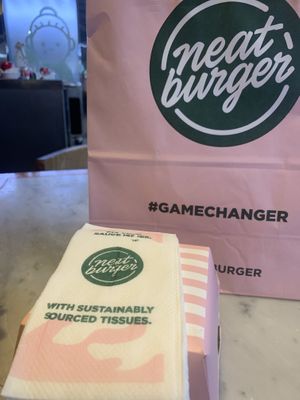 neat
burger
#GAMECHANGER
BURGER
neat
burger
WITH SUSTAINABLY
SOURCED TISSUES.